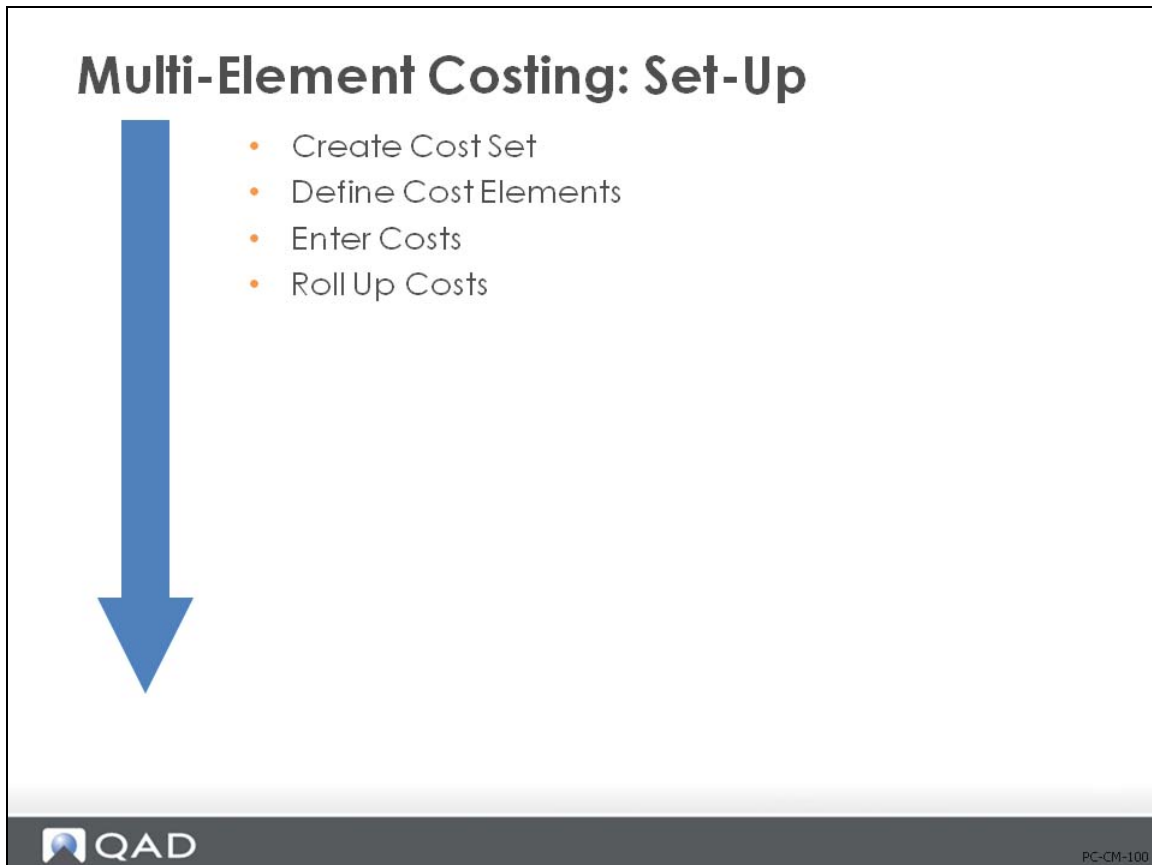 Multi-Element Costing: Set-Up
• Create Cost Set
• Define Cost Elements
• Enter Costs
• Roll Up Costs
QAD
PC-CM-100